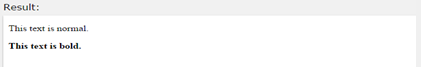 Result:
This text is normal.
This text is bold.